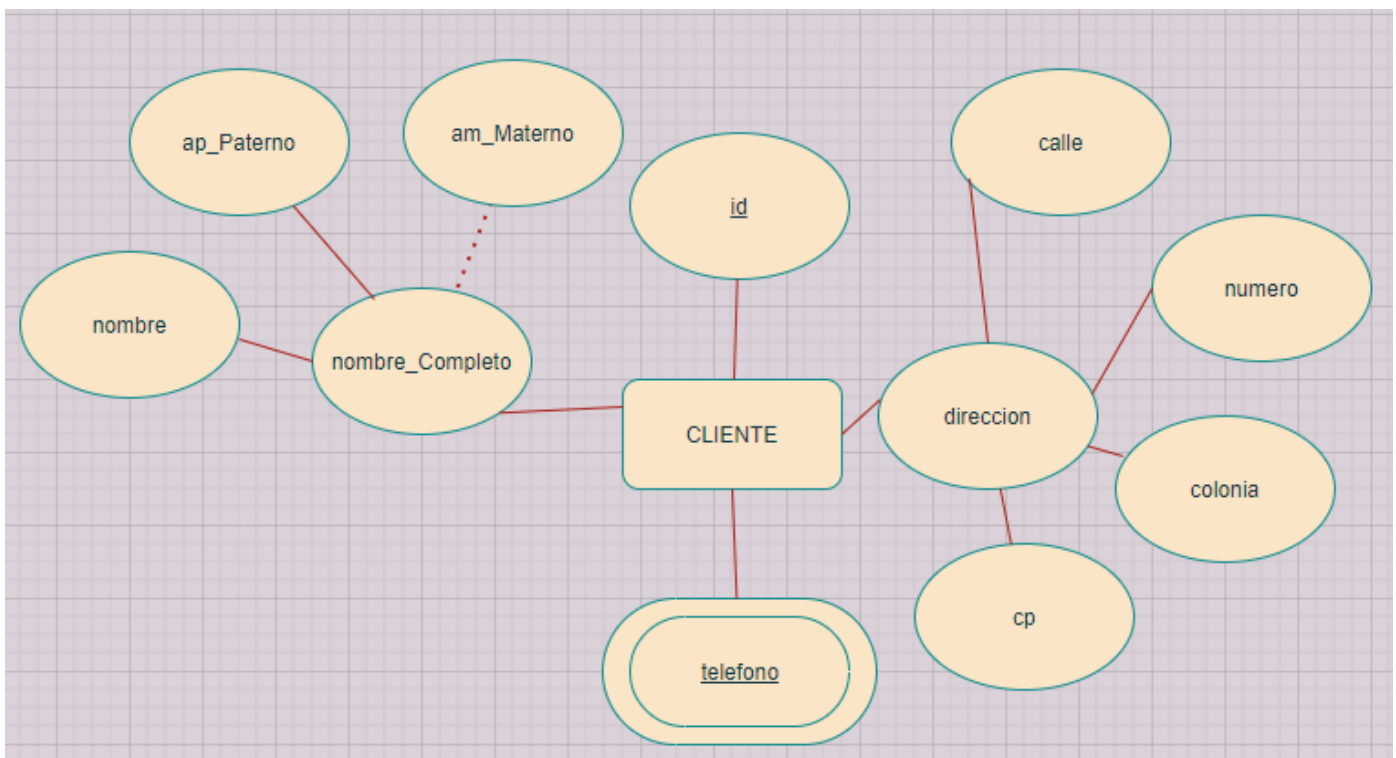 ap_Paterno
am_Materno
calle
id
numero
nombre
nombre_Completo
CLIENTE
direccion
colonia
cp
telefono